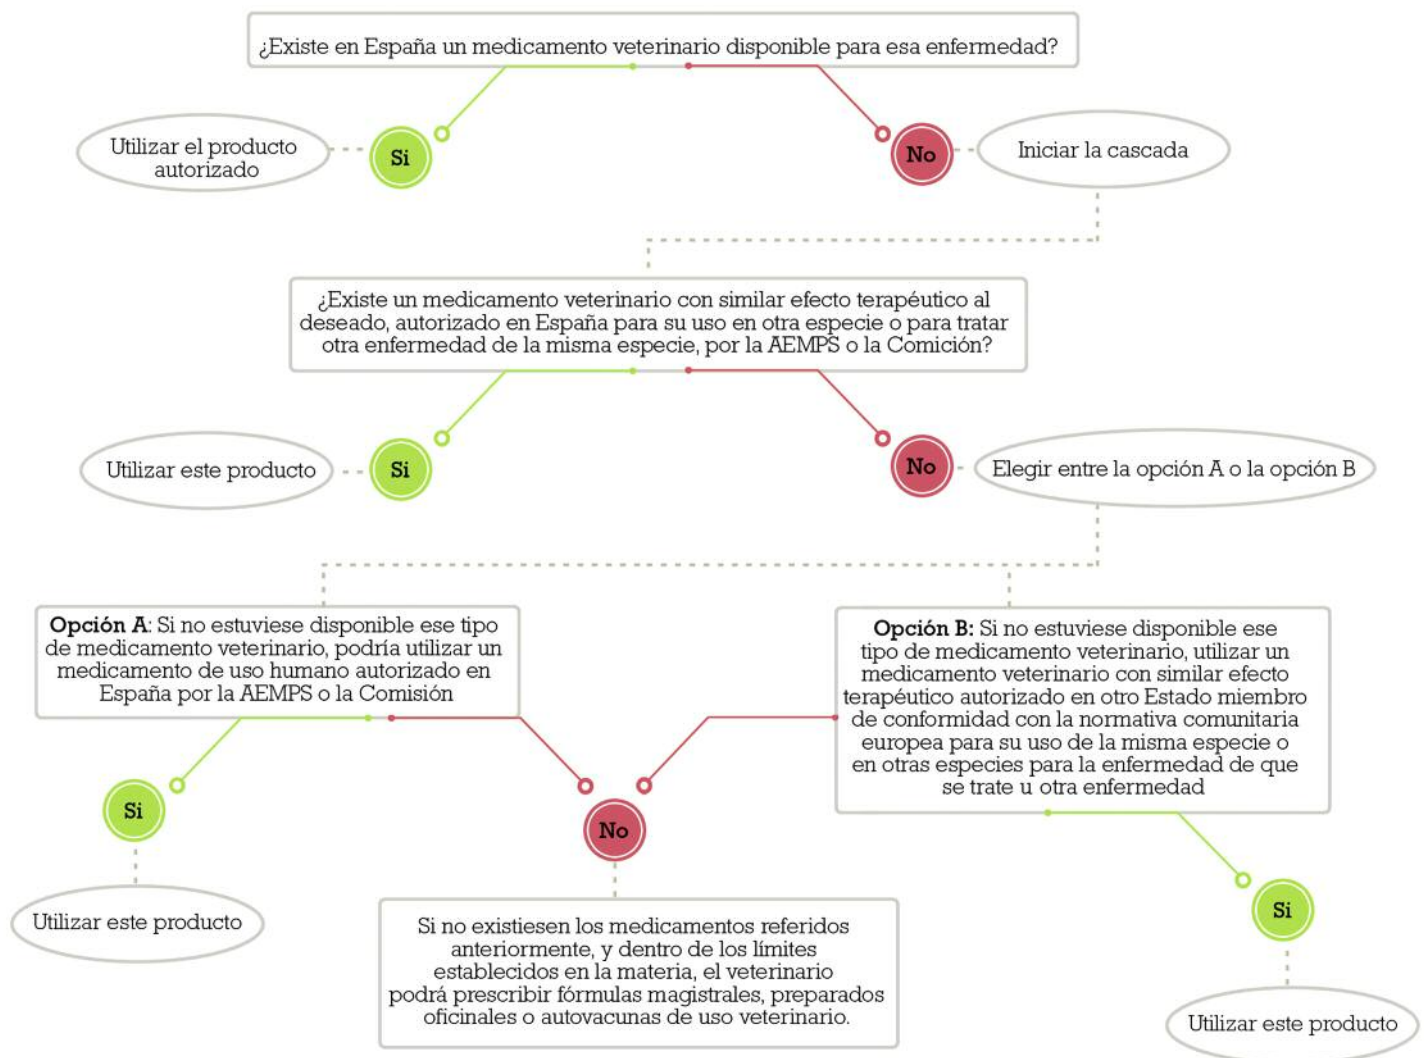 ¿Existe en España un medicamento veterinario disponible para esa enfermedad?
Utilizar el producto
autorizado
Si
No
Iniciar la cascada
¿Existe un medicamento veterinario con similar efecto terapéutico al
deseado, autorizado en España para su uso en otra especie o para tratar
otra enfermedad de la misma especie, por la AEMPS o la Comición?
Utilizar este producto
Si
No
Elegir entre la opción A o la opción B
Opción A: Si no estuviese disponible ese tipo
de medicamento veterinario, podría utilizar un
medicamento de uso humano autorizado en
España por la AEMPS o la Comisión
Opción B: Si no estuviese disponible ese
tipo de medicamento veterinario, utilizar un
medicamento veterinario con similar efecto
terapéutico autorizado en otro Estado miembro
de conformidad con la normativa comunitaria
europea para su uso de la misma especie o
en otras especies para la enfermedad de que
se trate u otra enfermedad
Si
No
Si
Utilizar este producto
Si no existiesen los medicamentos referidos
anteriormente, y dentro de los límites
establecidos en la materia, el veterinario
podrá prescribir fórmulas magistrales, preparados
oficinales o autovacunas de uso veterinario.
Utilizar este producto